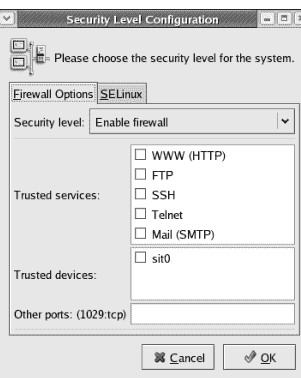 Security Level Configuration
Please choose the security level for the system.
Firewall Options SELinux
Security level: Enable firewall
Trusted services:
WWW (HTTP)
FTP
SSH
Telnet
Mail (SMTP)
Trusted devices:
sit0
Other ports: (1029:tcp)
Cancel OK